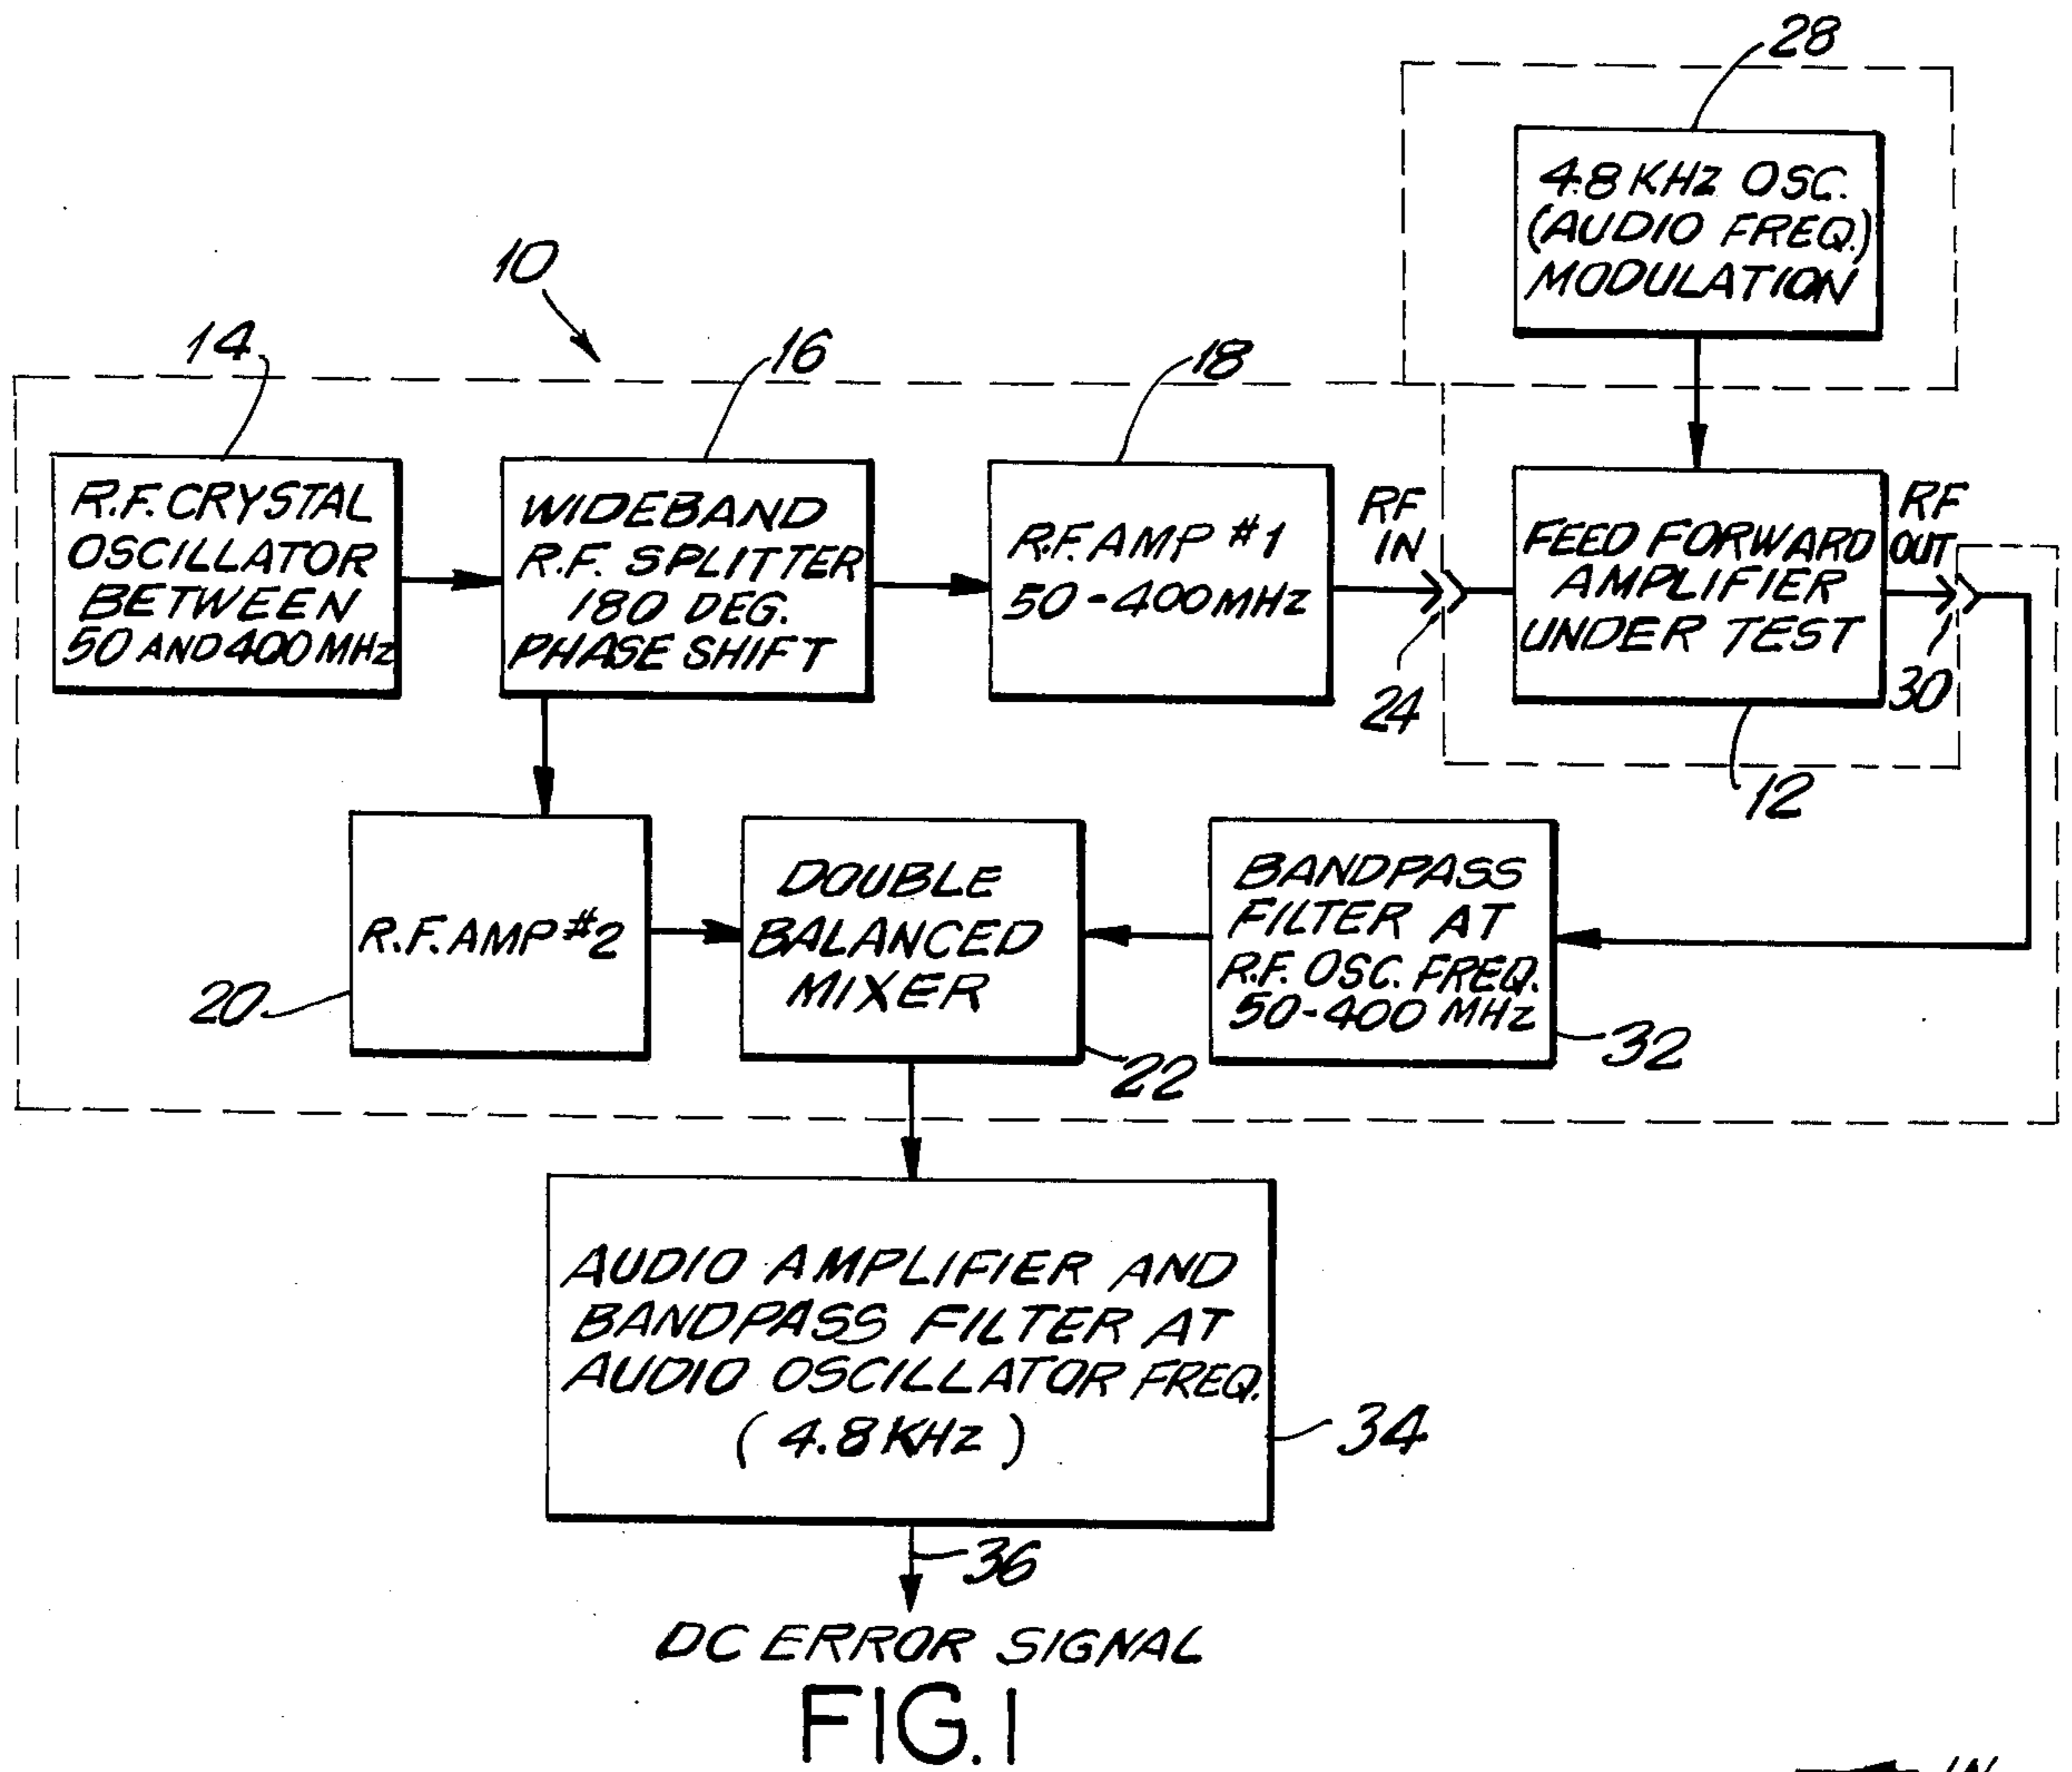 28
4.8 KHz OSC.
(AUDIO FREQ.)
MODULATION
10
14
16
18
R.F. CRYSTAL
OSCILLATOR
BETWEEN
50 AND 400 MHz
WIDEBAND
R.F. SPLITTER
180 DEG.
PHASE SHIFT
R.F. AMP #1
50-400 MHz
RF
IN
24
FEED FORWARD
AMPLIFIER
UNDER TEST
RF
OUT
30
12
R.F. AMP #2
20
DOUBLE
BALANCED
MIXER
22
BANDPASS
FILTER AT
R.F. OSC. FREQ.
50-400 MHz
32
AUDIO AMPLIFIER AND
BANDPASS FILTER AT
AUDIO OSCILLATOR FREQ.
(4.8 KHz)
34
36
DC ERROR SIGNAL
FIG. 1
IN